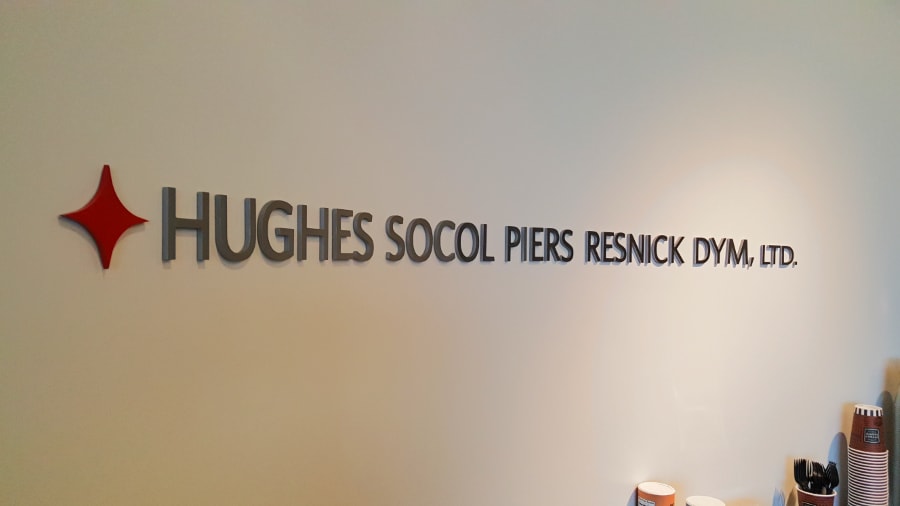 HUGHES SOCOL PIERS RESNICK DYM, LTD.